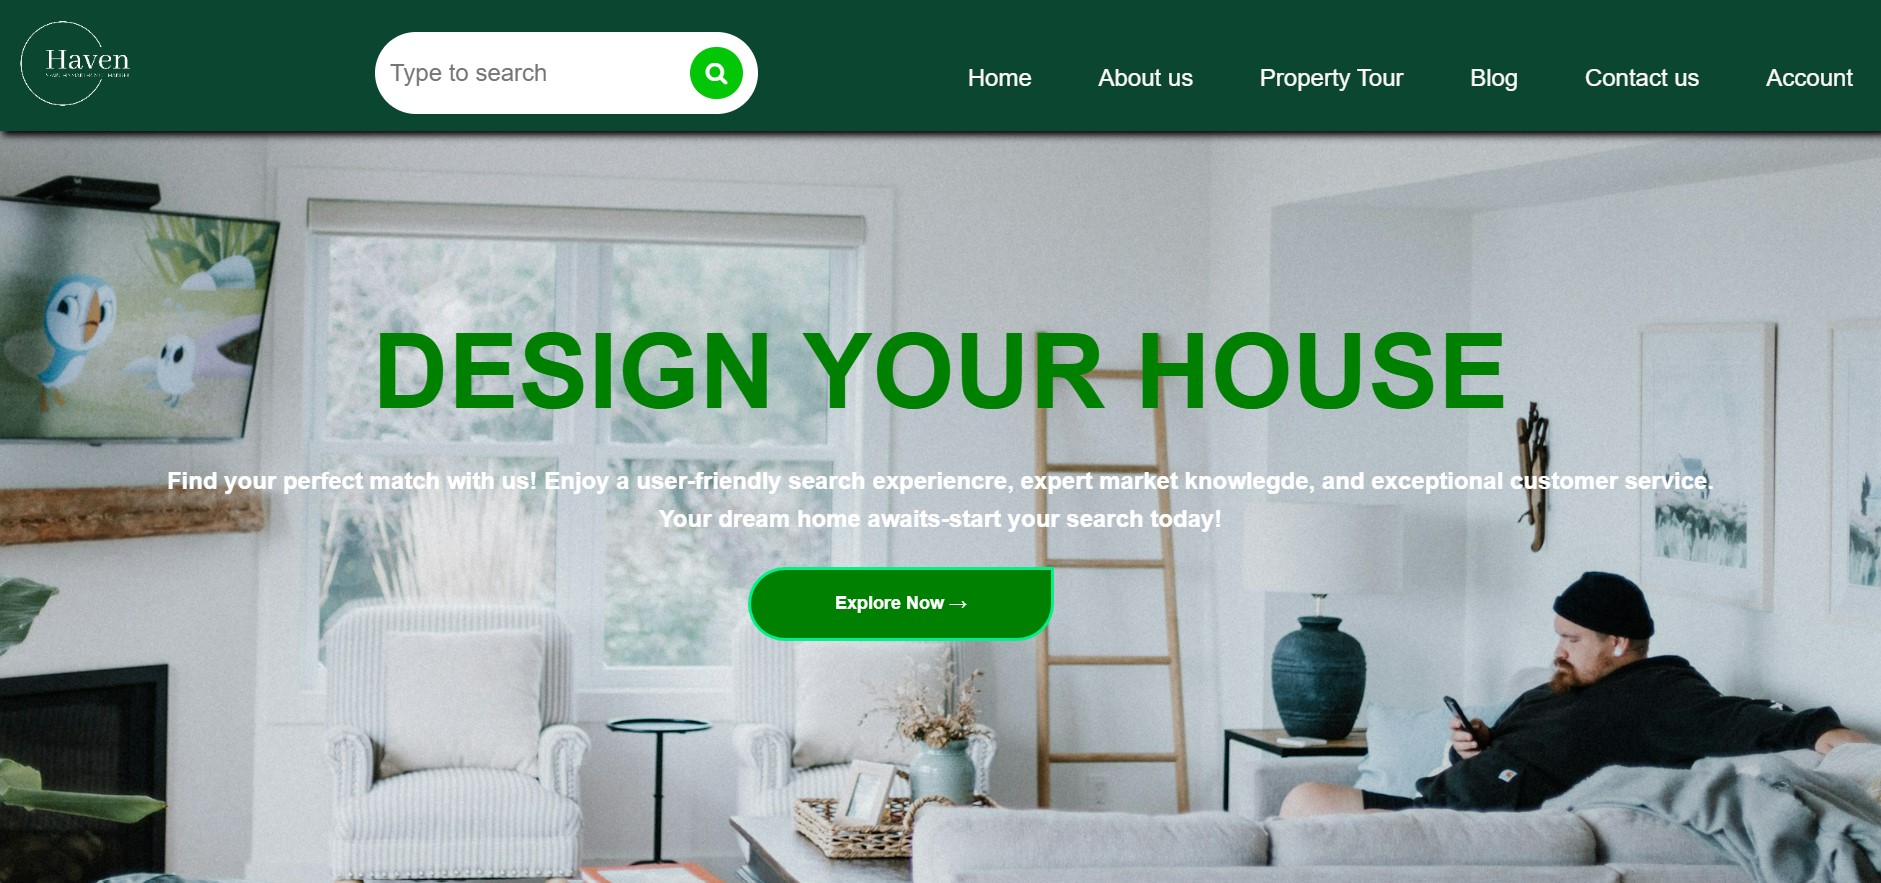 Haven
Type to search
Home
About us
Property Tour
Blog
Contact us
Account
DESIGN YOUR HOUSE
Find your perfect match with us! Enjoy a user-friendly search experiencre, expert market knowlegde, and exceptional customer service.
Your dream home awaits-start your search today!
Explore Now →